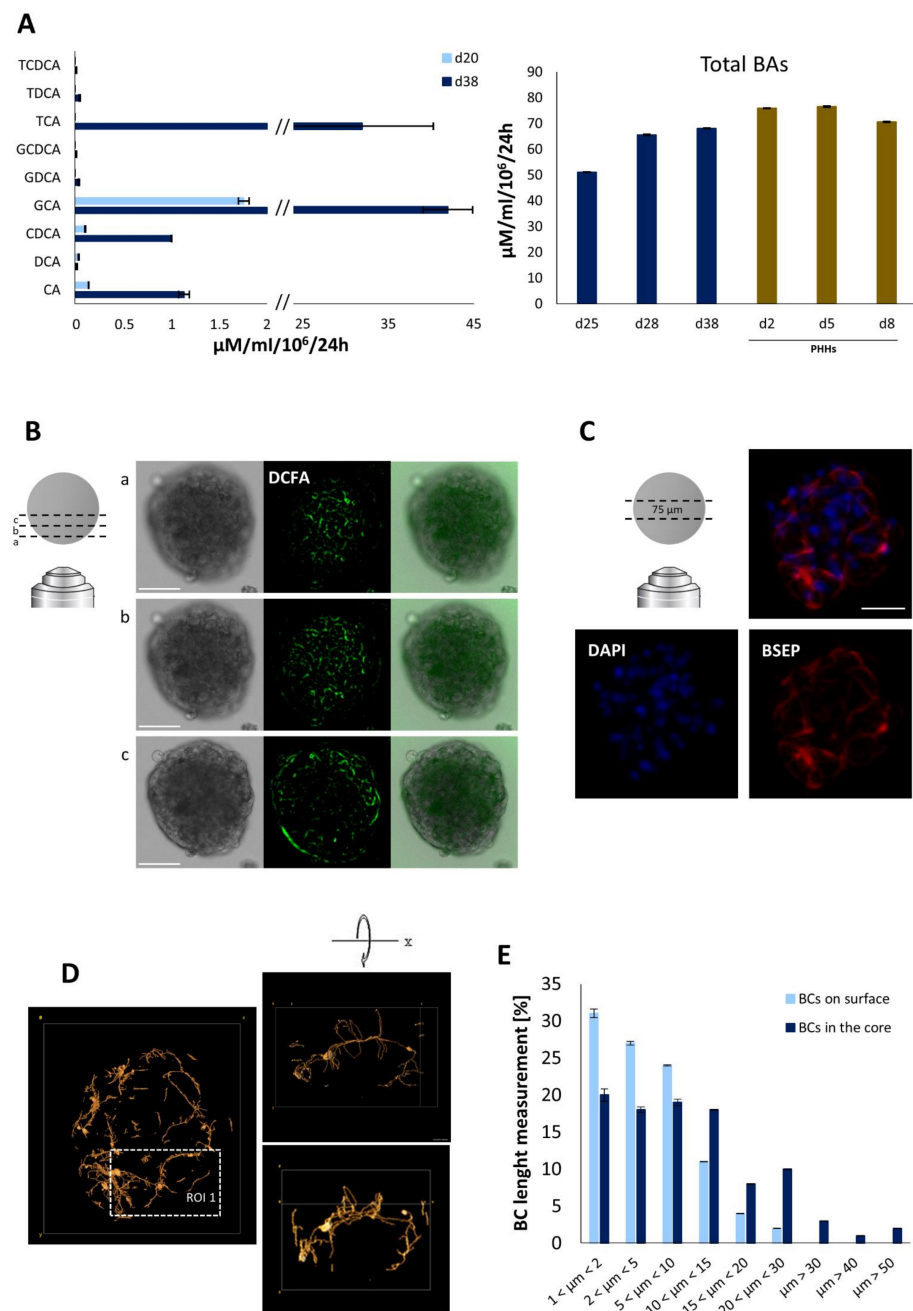 A
TCDCA
TDCA
TCA
GCDCA
GDCA
GCA
CDCA
DCA
CA
d20
d38
//
//
//
0 0.5 1 1.5 2 25 35 45
µM/ml/10⁶/24h
Total BAs
µM/ml/10⁶/24h
90
80
70
60
50
40
30
20
10
0
d25 d28 d38 d2 d5 d8
PHHs
B
c
b
a
a
DCFA
b
c
C
75 µm
DAPI
BSEP
D
x
ROI 1
E
BC lenght measurement [%]
35
30
25
20
15
10
5
0
BCs on surface
BCs in the core
1 < µm < 2
2 < µm < 5
5 < µm < 10
10 < µm < 15
15 < µm < 20
20 < µm < 30
µm > 30
µm > 40
µm > 50